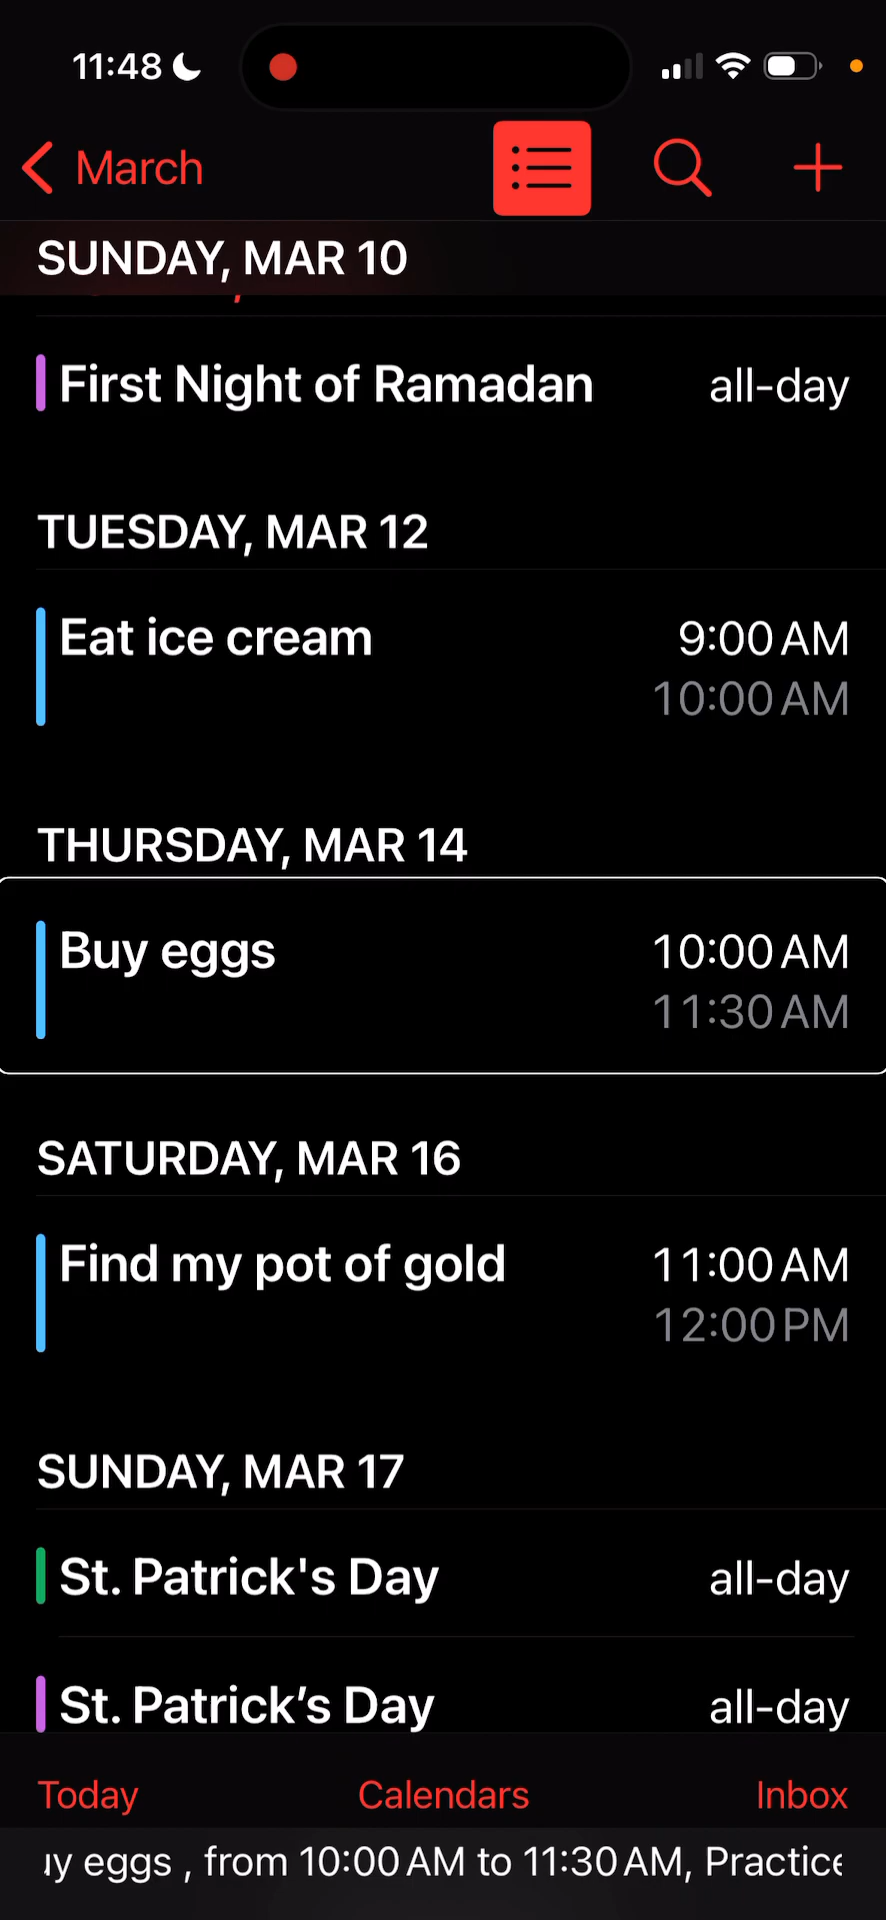 11:48
March
SUNDAY, MAR 10
First Night of Ramadan all-day
TUESDAY, MAR 12
Eat ice cream 9:00 AM
10:00 AM
THURSDAY, MAR 14
Buy eggs 10:00 AM
11:30 AM
SATURDAY, MAR 16
Find my pot of gold 11:00 AM
12:00 PM
SUNDAY, MAR 17
St. Patrick's Day all-day
St. Patrick’s Day all-day
Today Calendars Inbox
eggs , from 10:00 AM to 11:30 AM, Practice